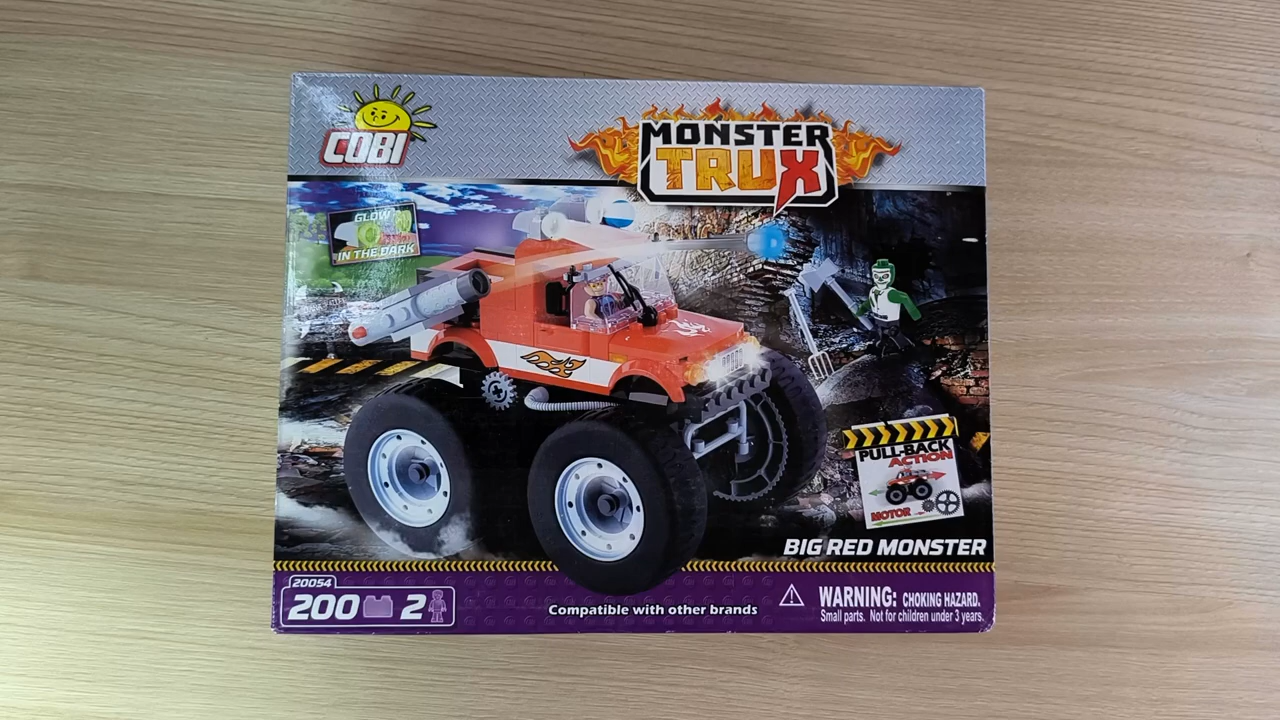 COBI
MONSTER
TRUX
GLOW
IN THE DARK
PULL-BACK
ACTION
MOTOR
BIG RED MONSTER
20054
200 2
Compatible with other brands
WARNING: CHOKING HAZARD.
Small parts. Not for children under 3 years.